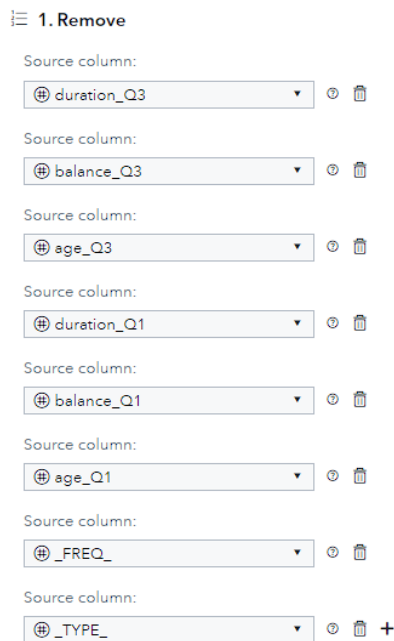 1. Remove
Source column:
duration_Q3
Source column:
balance_Q3
Source column:
age_Q3
Source column:
duration_Q1
Source column:
balance_Q1
Source column:
age_Q1
Source column:
_FREQ_
Source column:
_TYPE_